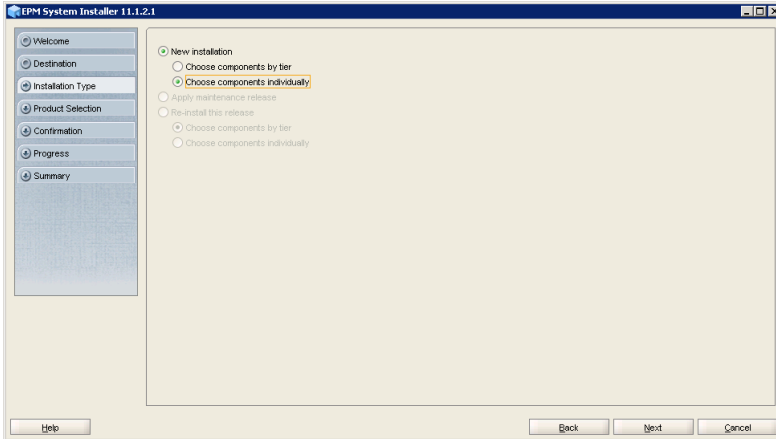 EPM System Installer 11.1.2.1
Welcome
Destination
Installation Type
Product Selection
Confirmation
Progress
Summary
New installation
Choose components by tier
Choose components individually
Apply maintenance release
Re-install this release
Choose components by tier
Choose components individually
Help
Back
Next
Cancel